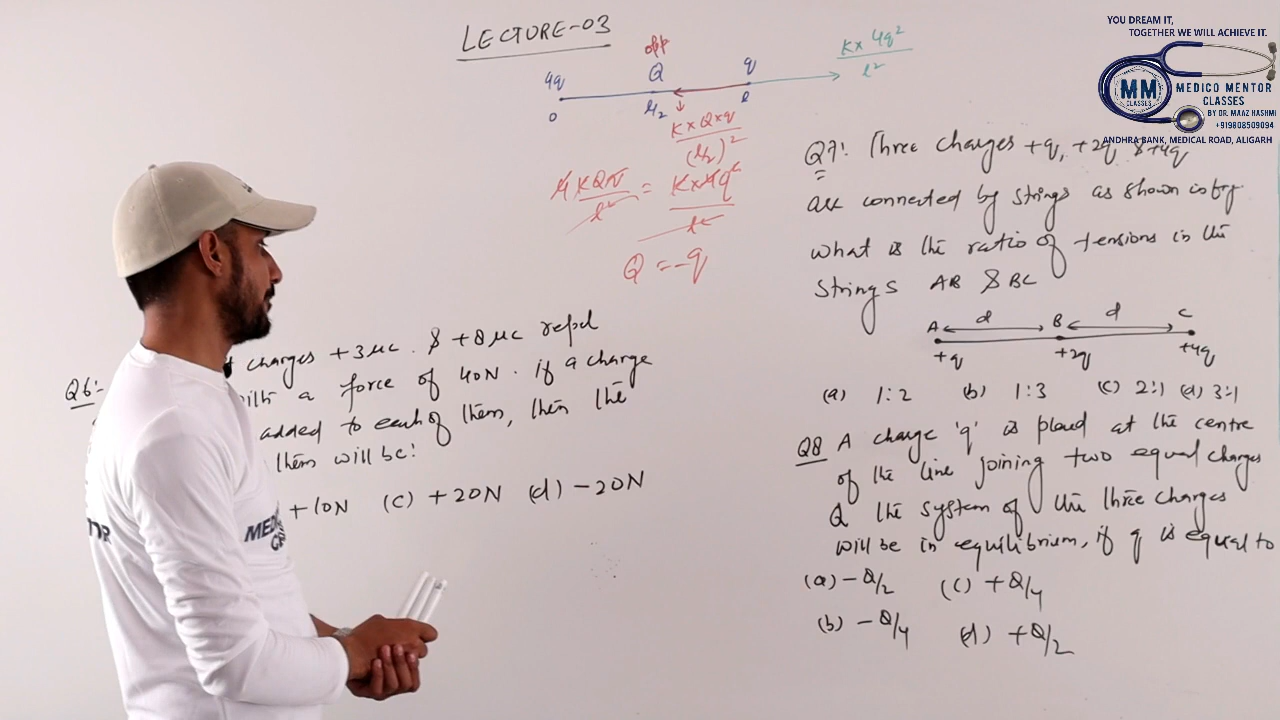 LECTURE-03
YOU DREAM IT,
TOGETHER WE WILL ACHIEVE IT.
MM
CLASSES
MEDICO MENTOR
CLASSES
BY DR. MAAZ HASHMI
+919808509094
ANDHRA BANK, MEDICAL ROAD, ALIGARH
opp
4q Q q
0 l/2 l
K× 4q²
l²
K×Q×q
(l/2)²
4KQq = K×4q²
l² l²
Q = -q
Q6:- charges +3μc & +8μc repel
with a force of 40N. if a charge
added to each of them, then the
them will be:
+10N (c) +20N (d) -20N
Q7: Three charges +q, +2q & +4q
are connected by strings as shown in fig
what is the ratio of tensions in the
strings AB & BC
A d B d C
+q +2q +4q
(a) 1:2 (b) 1:3 (c) 2:1 (d) 3:1
Q8 A charge 'q' is placed at the centre
of the line joining two equal charges
Q the system of the three charges
will be in equilibrium, if q is equal to
(a) -Q/2 (c) +Q/4
(b) -Q/4 (d) +Q/2